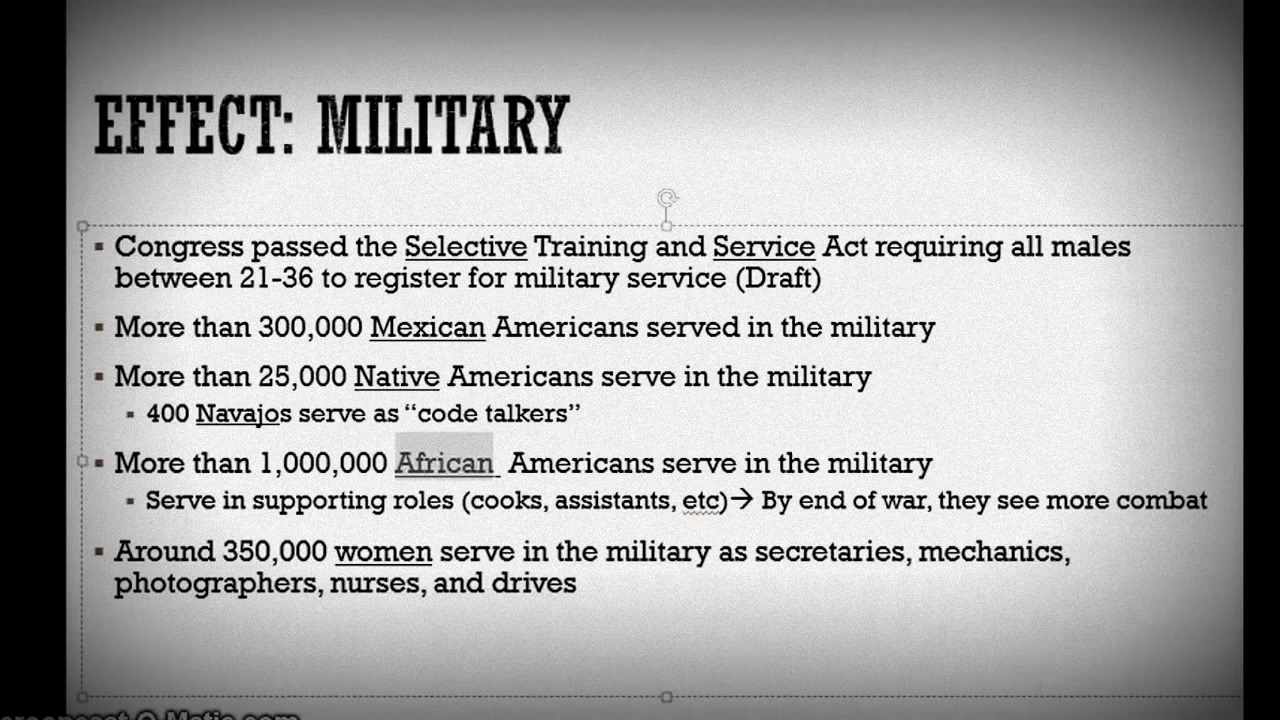 EFFECT: MILITARY
▪ Congress passed the Selective Training and Service Act requiring all males
between 21-36 to register for military service (Draft)
▪ More than 300,000 Mexican Americans served in the military
▪ More than 25,000 Native Americans serve in the military
▪ 400 Navajos serve as “code talkers”
▪ More than 1,000,000 African Americans serve in the military
▪ Serve in supporting roles (cooks, assistants, etc)→ By end of war, they see more combat
▪ Around 350,000 women serve in the military as secretaries, mechanics,
photographers, nurses, and drives